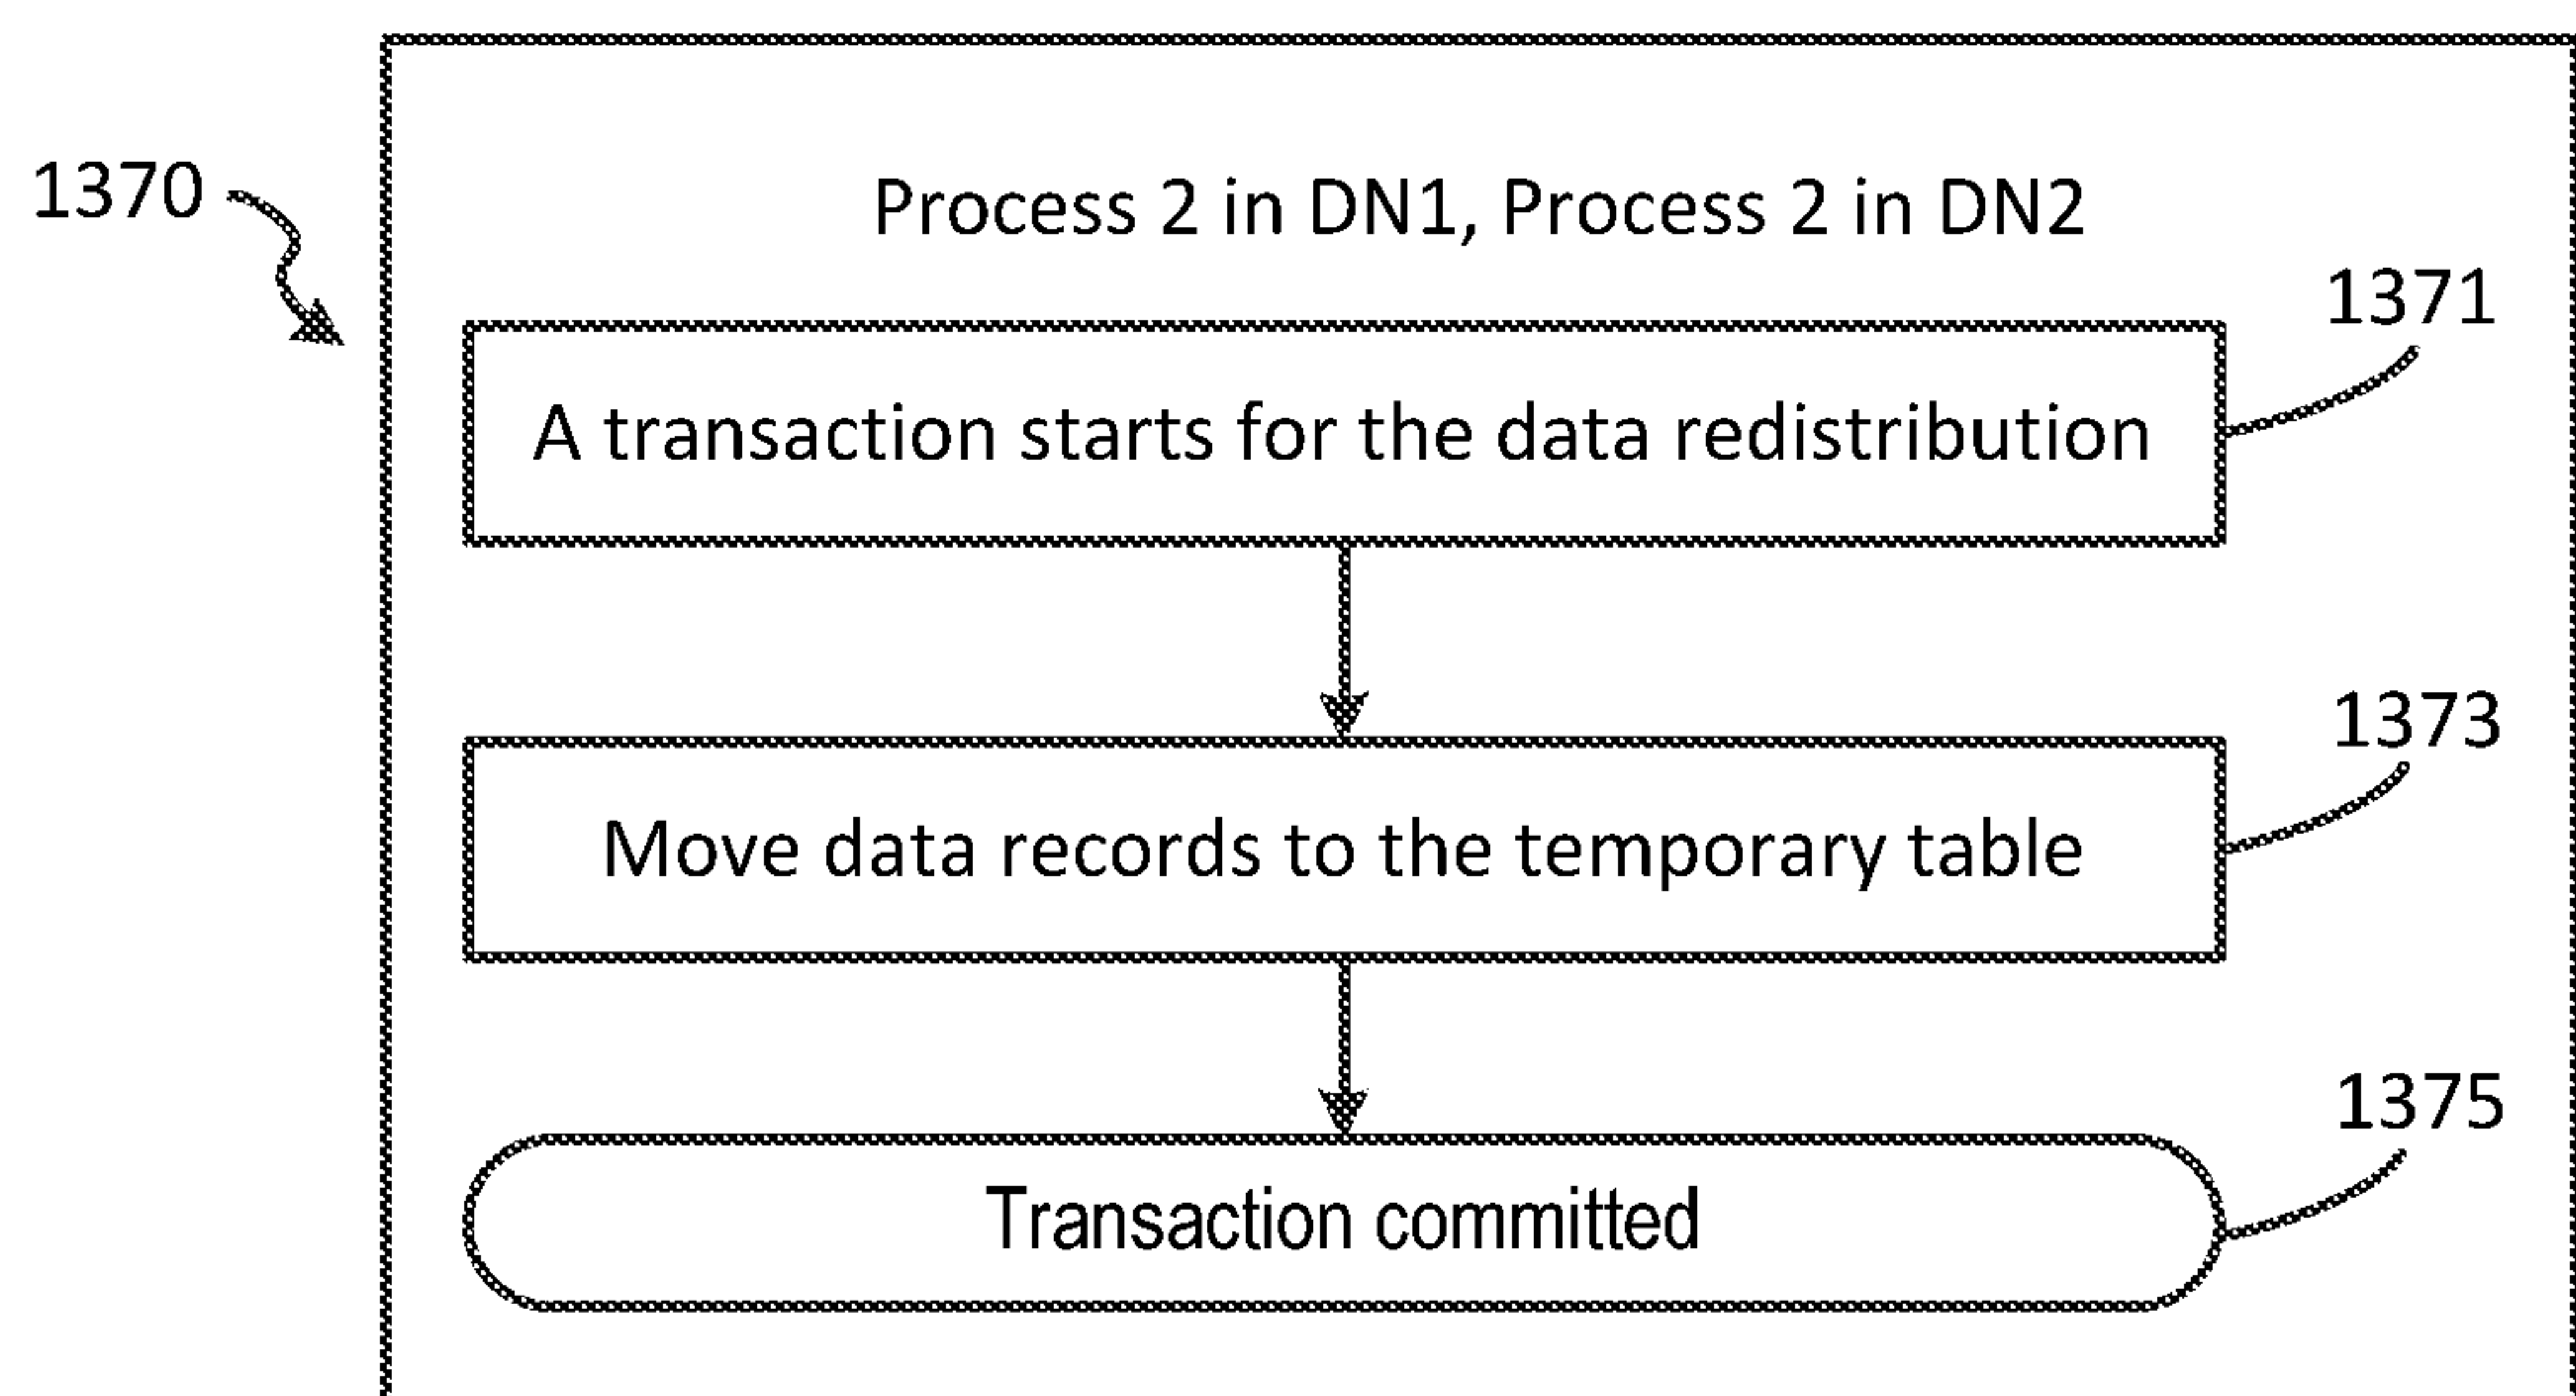 1370
Process 2 in DN1, Process 2 in DN2
1371
A transaction starts for the data redistribution
1373
Move data records to the temporary table
1375
Transaction committed